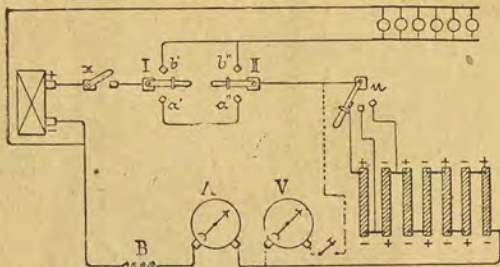 I b' b" II
x
+
a' a" u
−
+ − + − + −
A V
B
− + − + − +